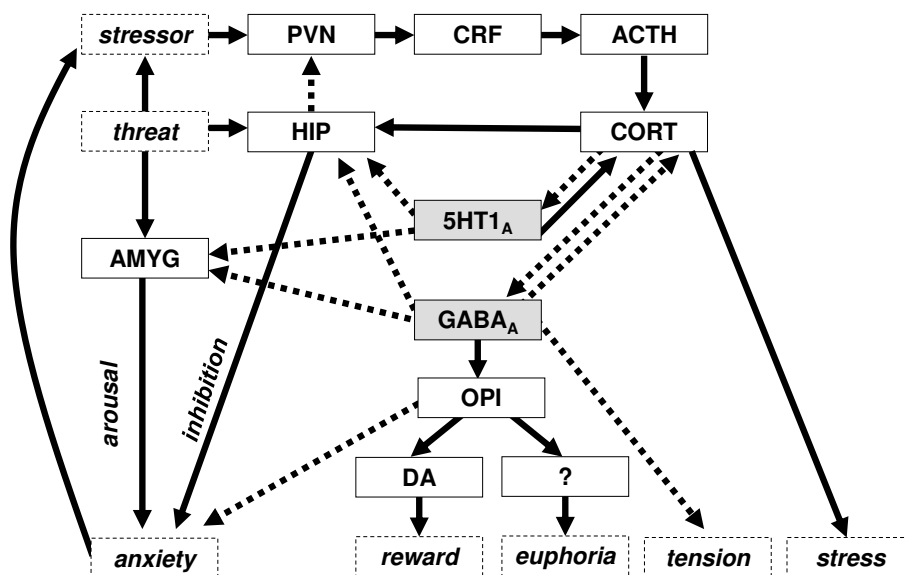 stressor PVN CRF ACTH
threat HIP CORT
5HT1A
AMYG
GABAA
arousal inhibition
OPI
DA ?
anxiety reward euphoria tension stress